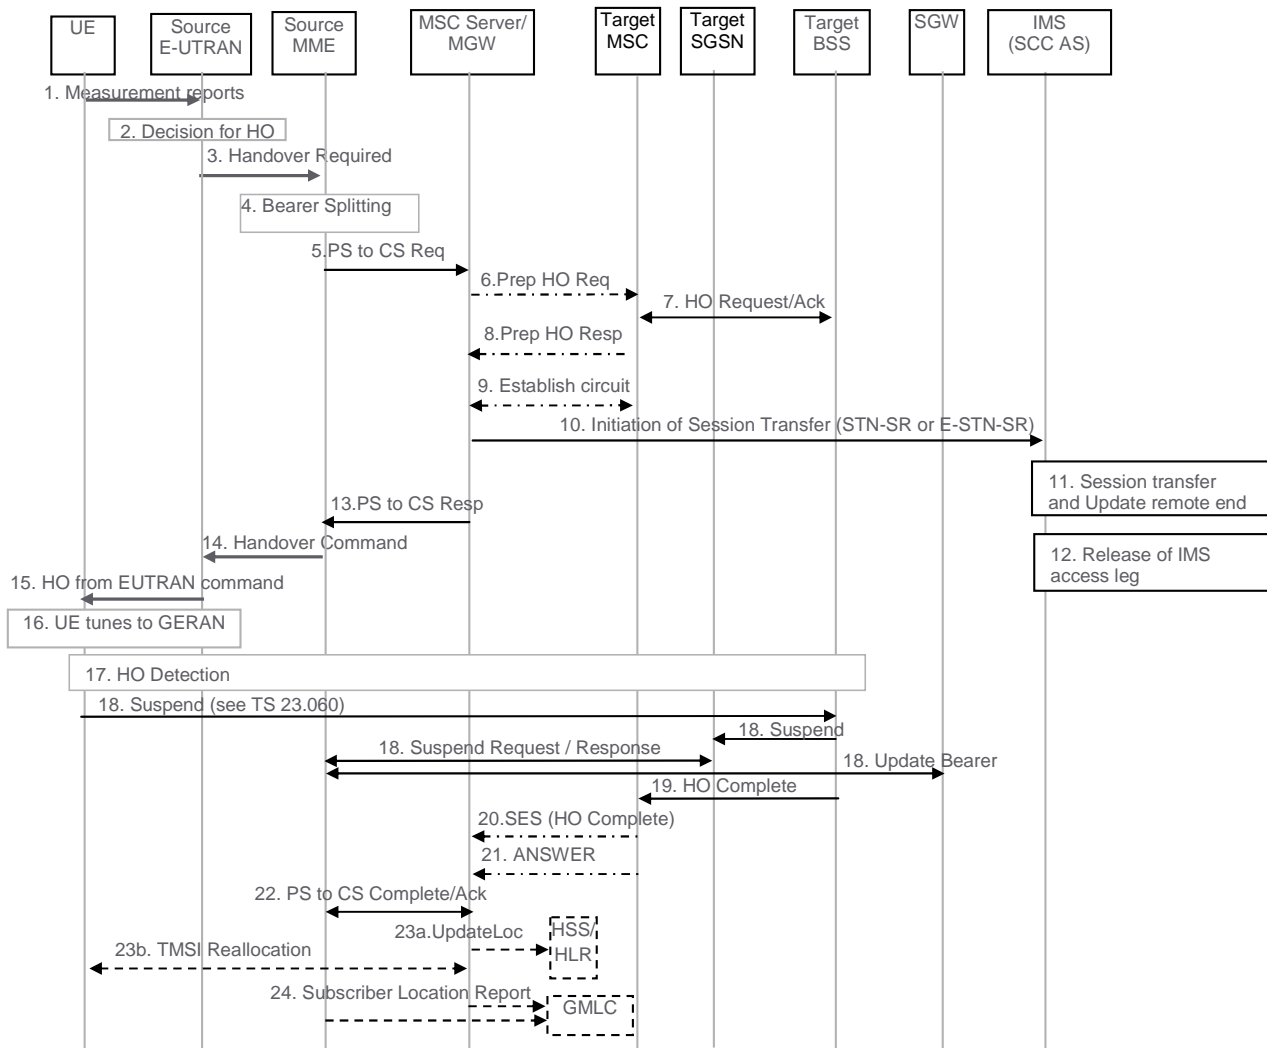 UE
Source
E-UTRAN
Source
MME
MSC Server/
MGW
Target
MSC
Target
SGSN
Target
BSS
SGW
IMS
(SCC AS)
1. Measurement reports
2. Decision for HO
3. Handover Required
4. Bearer Splitting
5.PS to CS Req
6.Prep HO Req
7. HO Request/Ack
8.Prep HO Resp
9. Establish circuit
10. Initiation of Session Transfer (STN-SR or E-STN-SR)
11. Session transfer
and Update remote end
13.PS to CS Resp
14. Handover Command
12. Release of IMS
access leg
15. HO from EUTRAN command
16. UE tunes to GERAN
17. HO Detection
18. Suspend (see TS 23.060)
18. Suspend
18. Suspend Request / Response
18. Update Bearer
19. HO Complete
20.SES (HO Complete)
21. ANSWER
22. PS to CS Complete/Ack
23a.UpdateLoc
HSS/
HLR
23b. TMSI Reallocation
24. Subscriber Location Report
GMLC